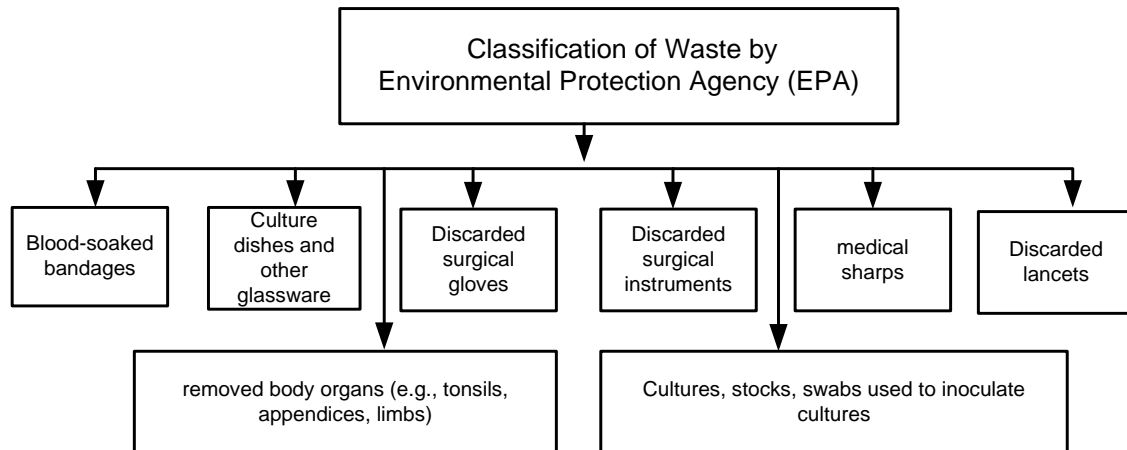 Classification of Waste by
Environmental Protection Agency (EPA)
Blood-soaked
bandages
Culture
dishes and
other
glassware
Discarded
surgical
gloves
Discarded
surgical
instruments
medical
sharps
Discarded
lancets
removed body organs (e.g., tonsils,
appendices, limbs)
Cultures, stocks, swabs used to inoculate
cultures